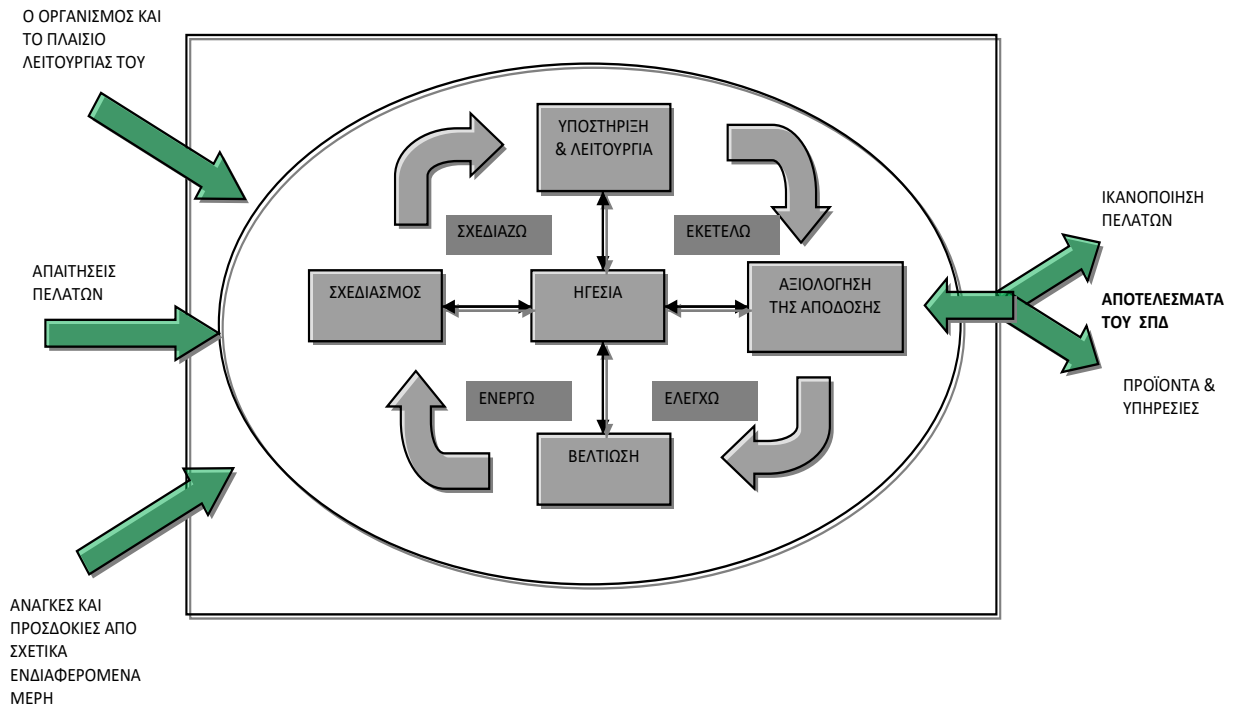 Ο ΟΡΓΑΝΙΣΜΟΣ ΚΑΙ
ΤΟ ΠΛΑΙΣΙΟ
ΛΕΙΤΟΥΡΓΙΑΣ ΤΟΥ
ΑΠΑΙΤΗΣΕΙΣ
ΠΕΛΑΤΩΝ
ΑΝΑΓΚΕΣ ΚΑΙ
ΠΡΟΣΔΟΚΙΕΣ ΑΠΟ
ΣΧΕΤΙΚΑ
ΕΝΔΙΑΦΕΡΟΜΕΝΑ
ΜΕΡΗ
ΥΠΟΣΤΗΡΙΞΗ
& ΛΕΙΤΟΥΡΓΙΑ
ΣΧΕΔΙΑΖΩ
ΕΚΕΤΕΛΩ
ΣΧΕΔΙΑΣΜΟΣ
ΗΓΕΣΙΑ
ΑΞΙΟΛΟΓΗΣΗ
ΤΗΣ ΑΠΟΔΟΣΗΣ
ΕΝΕΡΓΩ
ΕΛΕΓΧΩ
ΒΕΛΤΙΩΣΗ
ΙΚΑΝΟΠΟΙΗΣΗ
ΠΕΛΑΤΩΝ
ΑΠΟΤΕΛΕΣΜΑΤΑ
ΤΟΥ ΣΠΔ
ΠΡΟΪΟΝΤΑ &
ΥΠΗΡΕΣΙΕΣ